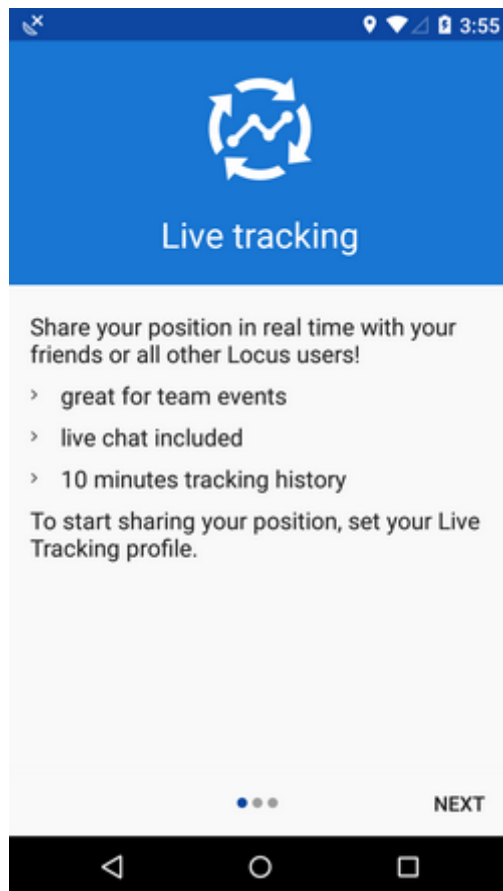 3:55
Live tracking
Share your position in real time with your
friends or all other Locus users!
> great for team events
> live chat included
> 10 minutes tracking history
To start sharing your position, set your Live
Tracking profile.
NEXT